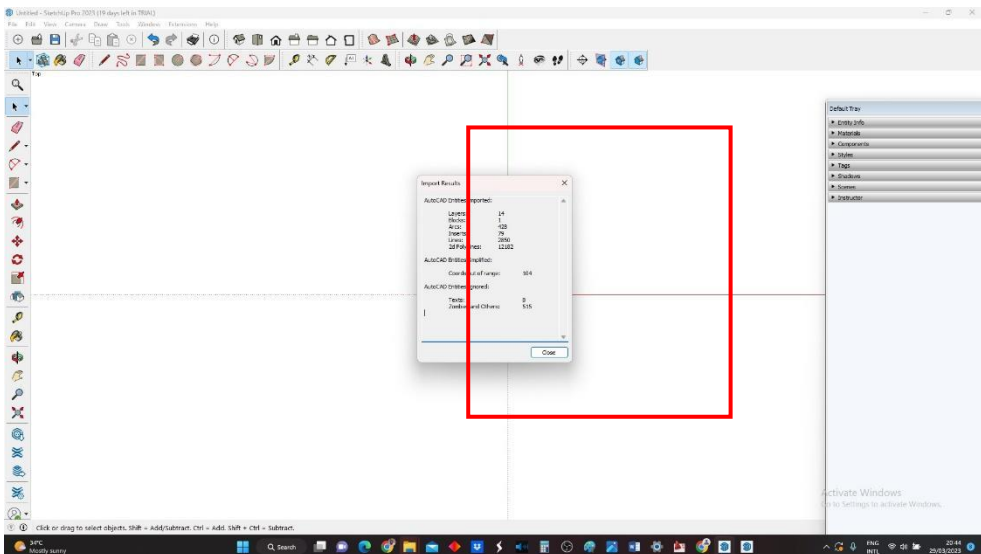 Untitled - SketchUp Pro 2023 (19 days left in TRIAL)
File Edit View Camera Draw Tools Window Extensions Help
Top
Default Tray
Entity Info
Materials
Components
Styles
Tags
Shadows
Scenes
Instructor
Import Results
AutoCAD Entities Imported:
Layers: 14
Blocks: 1
Arcs: 428
Inserts: 79
Lines: 2850
2d Polylines: 12182
AutoCAD Entities Simplified:
Coords out of range: 104
AutoCAD Entities Ignored:
Texts: 8
Zombies and Others: 515
Close
Activate Windows
Go to Settings to activate Windows.
Click or drag to select objects. Shift = Add/Subtract. Ctrl = Add. Shift + Ctrl = Subtract.
34°C
Mostly sunny
Search
ENG
INTL
20:44
29/03/2023